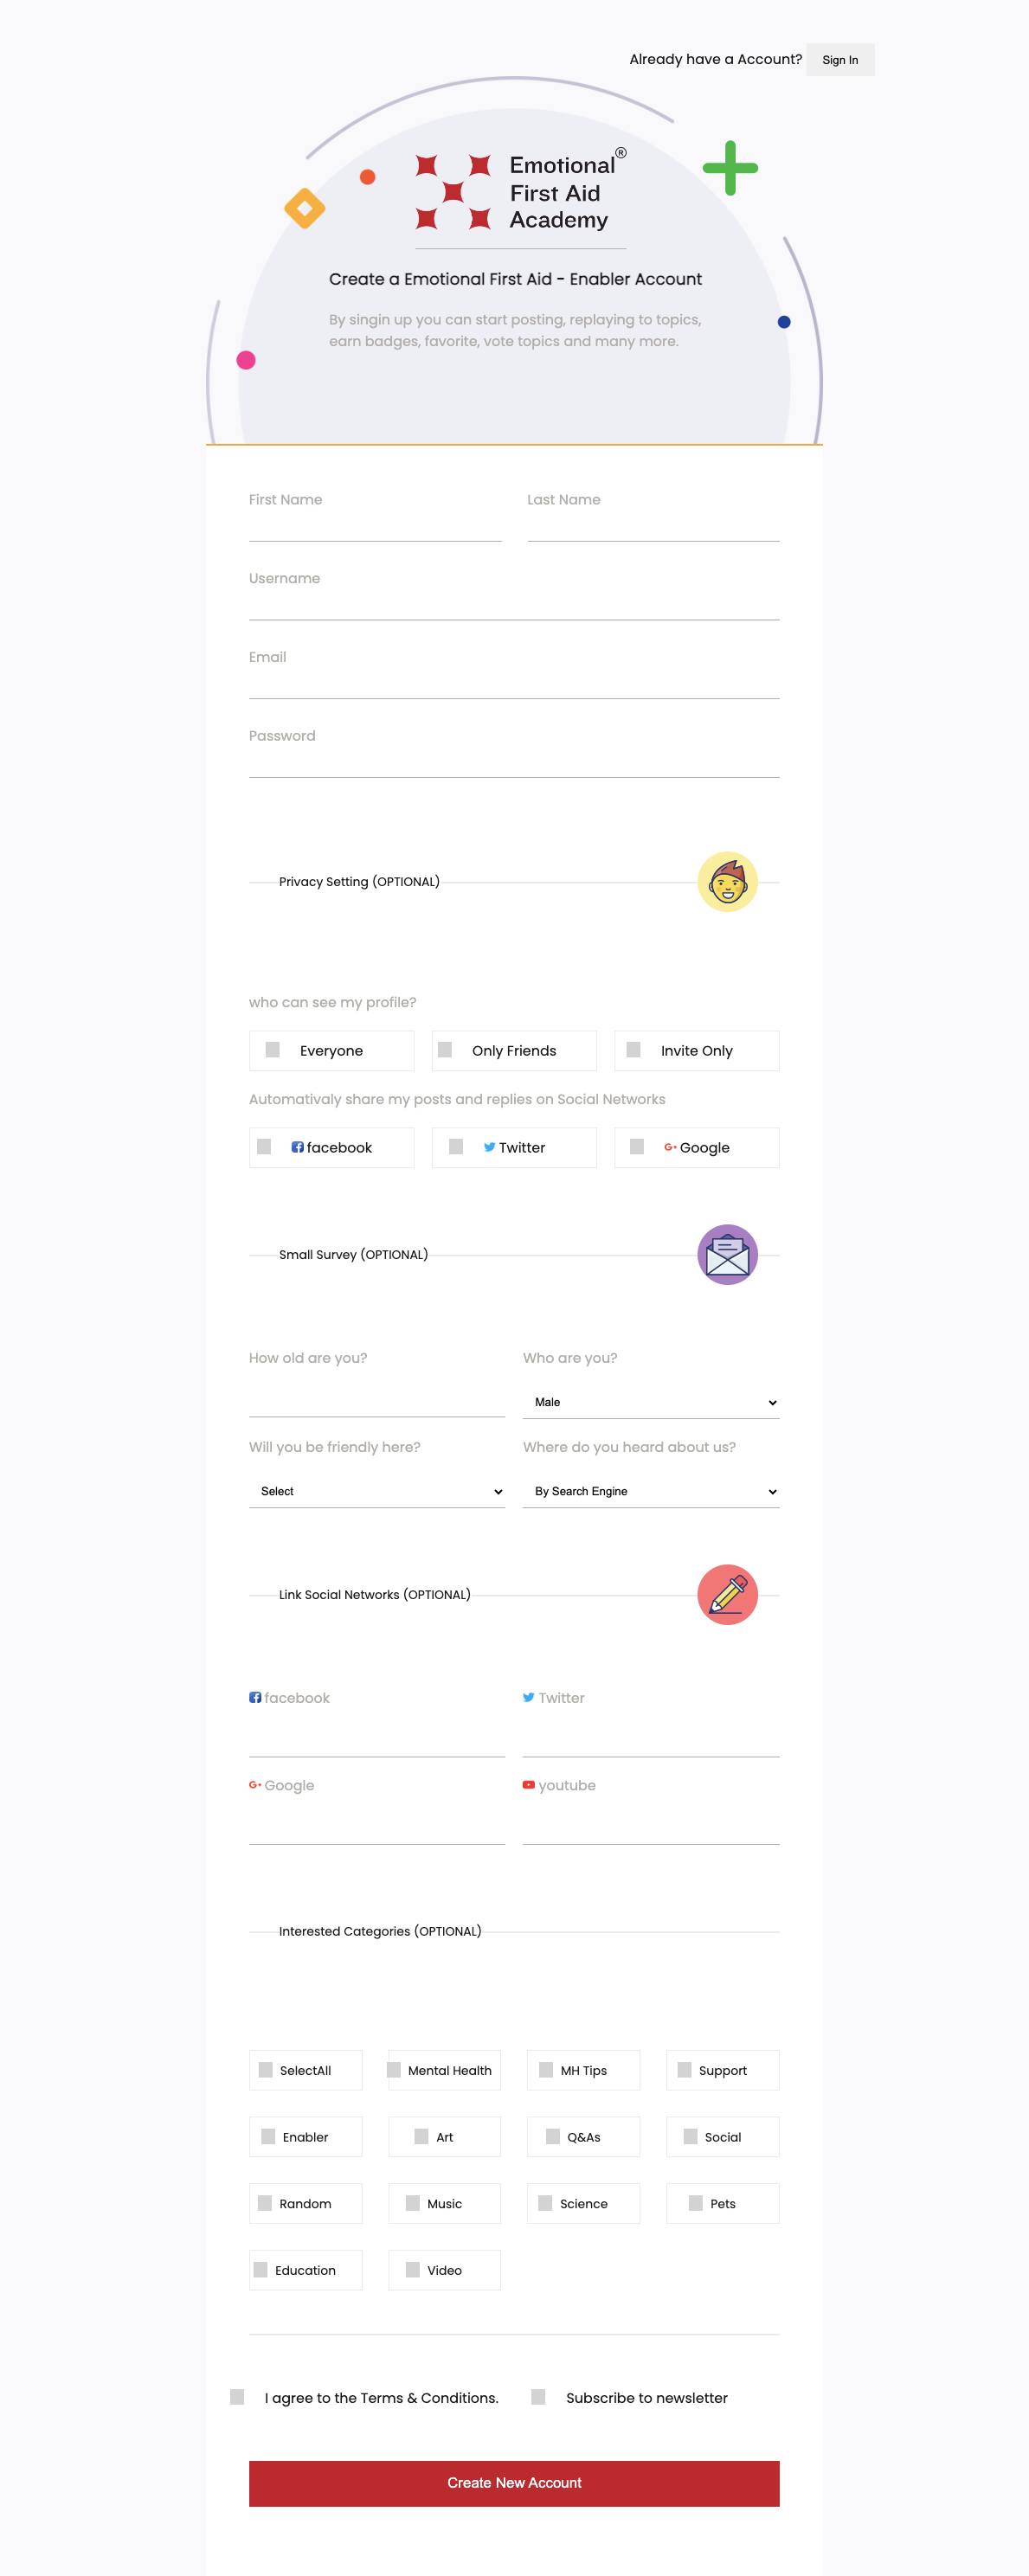 Already have a Account? Sign In
Emotional®
First Aid
Academy
Create a Emotional First Aid - Enabler Account
By singin up you can start posting, replaying to topics,
earn badges, favorite, vote topics and many more.
First Name Last Name
Username
Email
Password
Privacy Setting (OPTIONAL)
who can see my profile?
Everyone Only Friends Invite Only
Automativaly share my posts and replies on Social Networks
facebook Twitter Google
Small Survey (OPTIONAL)
How old are you? Who are you?
Male
Will you be friendly here? Where do you heard about us?
Select By Search Engine
Link Social Networks (OPTIONAL)
facebook Twitter
Google youtube
Interested Categories (OPTIONAL)
SelectAll Mental Health MH Tips Support
Enabler Art Q&As Social
Random Music Science Pets
Education Video
I agree to the Terms & Conditions. Subscribe to newsletter
Create New Account